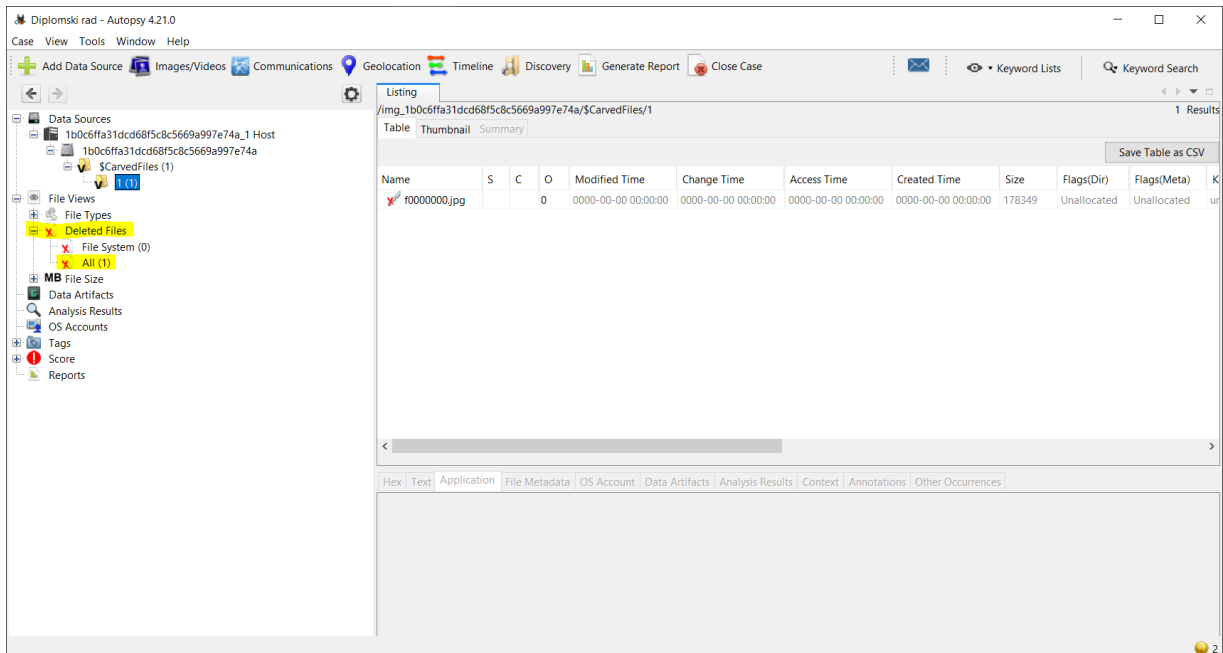 Diplomski rad - Autopsy 4.21.0
Case View Tools Window Help
Add Data Source Images/Videos Communications Geolocation Timeline Discovery Generate Report Close Case Keyword Lists Keyword Search
Listing
/img_1b0c6ffa31dcd68f5c8c5669a997e74a/$CarvedFiles/1 1 Results
Table Thumbnail Summary
Save Table as CSV
Name S C O Modified Time Change Time Access Time Created Time Size Flags(Dir) Flags(Meta) K
f0000000.jpg 0 0000-00-00 00:00:00 0000-00-00 00:00:00 0000-00-00 00:00:00 0000-00-00 00:00:00 178349 Unallocated Unallocated ur
Data Sources
1b0c6ffa31dcd68f5c8c5669a997e74a_1 Host
1b0c6ffa31dcd68f5c8c5669a997e74a
$CarvedFiles (1)
1 (1)
File Views
File Types
Deleted Files
File System (0)
All (1)
MB File Size
Data Artifacts
Analysis Results
OS Accounts
Tags
Score
Reports
Hex Text Application File Metadata OS Account Data Artifacts Analysis Results Context Annotations Other Occurrences
2